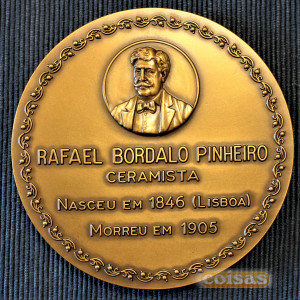 RAFAEL BORDALO PINHEIRO
CERAMISTA
NASCEU EM 1846 (LISBOA)
MORREU EM 1905
coisas